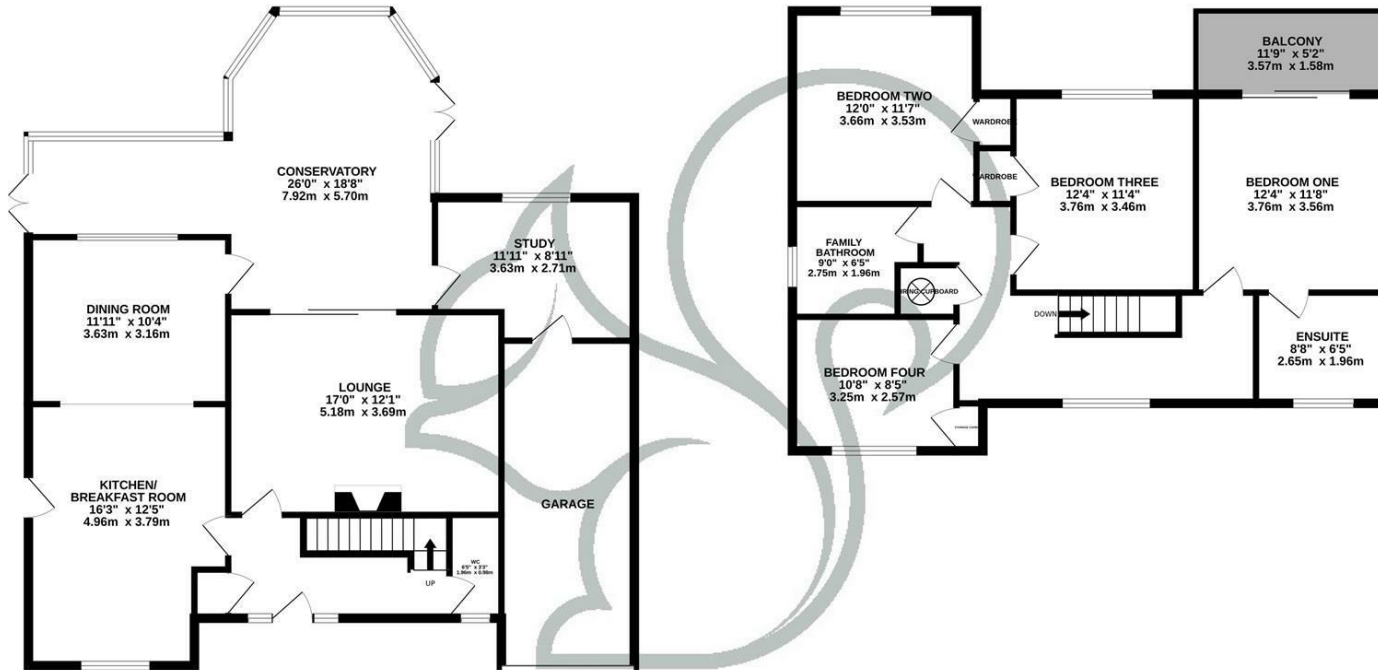 CONSERVATORY
26'0" x 18'8"
7.92m x 5.70m
STUDY
11'11" x 8'11"
3.63m x 2.71m
DINING ROOM
11'11" x 10'4"
3.63m x 3.16m
LOUNGE
17'0" x 12'1"
5.18m x 3.69m
KITCHEN/
BREAKFAST ROOM
16'3" x 12'5"
4.96m x 3.79m
GARAGE
WC
UP
BALCONY
11'9" x 5'2"
3.57m x 1.58m
BEDROOM TWO
12'0" x 11'7"
3.66m x 3.53m
WARDROBE
WARDROBE
BEDROOM THREE
12'4" x 11'4"
3.76m x 3.46m
BEDROOM ONE
12'4" x 11'8"
3.76m x 3.56m
FAMILY
BATHROOM
9'0" x 6'5"
2.75m x 1.96m
CUPBOARD
DOWN
ENSUITE
8'8" x 6'5"
2.65m x 1.96m
BEDROOM FOUR
10'8" x 8'5"
3.25m x 2.57m